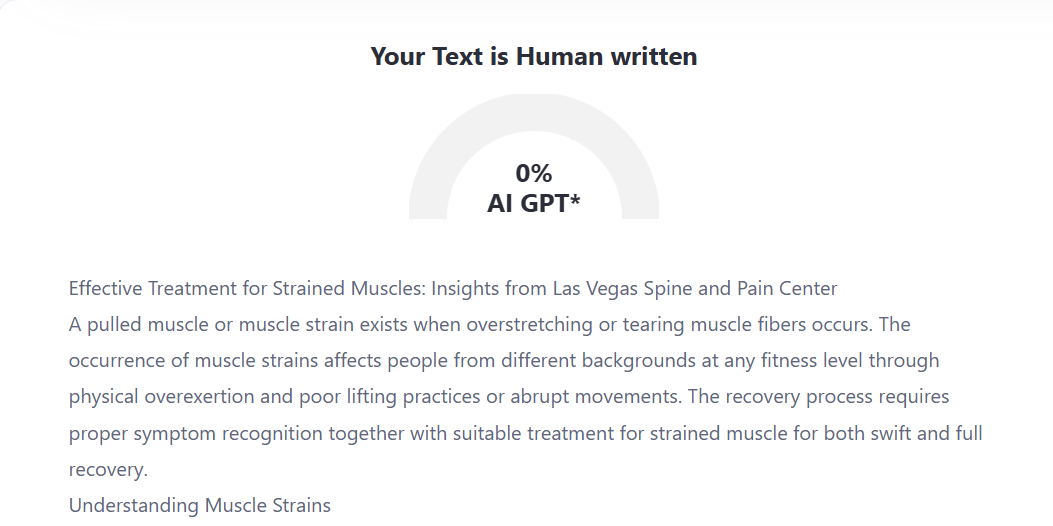 Your Text is Human written
0%
AI GPT*
Effective Treatment for Strained Muscles: Insights from Las Vegas Spine and Pain Center
A pulled muscle or muscle strain exists when overstretching or tearing muscle fibers occurs. The
occurrence of muscle strains affects people from different backgrounds at any fitness level through
physical overexertion and poor lifting practices or abrupt movements. The recovery process requires
proper symptom recognition together with suitable treatment for strained muscle for both swift and full
recovery.
Understanding Muscle Strains